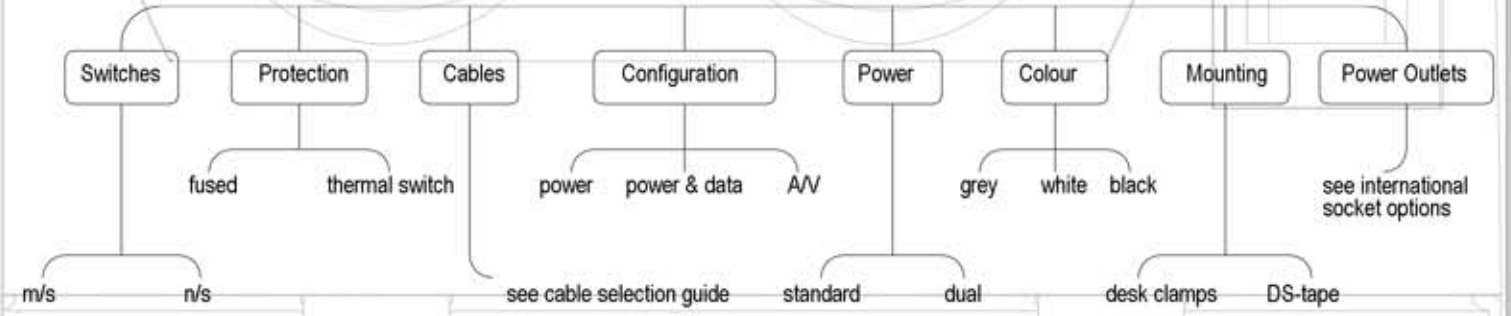 Switches
Protection
Cables
Configuration
Power
Colour
Mounting
Power Outlets
fused
thermal switch
power
power & data
A/V
grey
white
black
see international
socket options
m/s
n/s
see cable selection guide
standard
dual
desk clamps
DS-tape